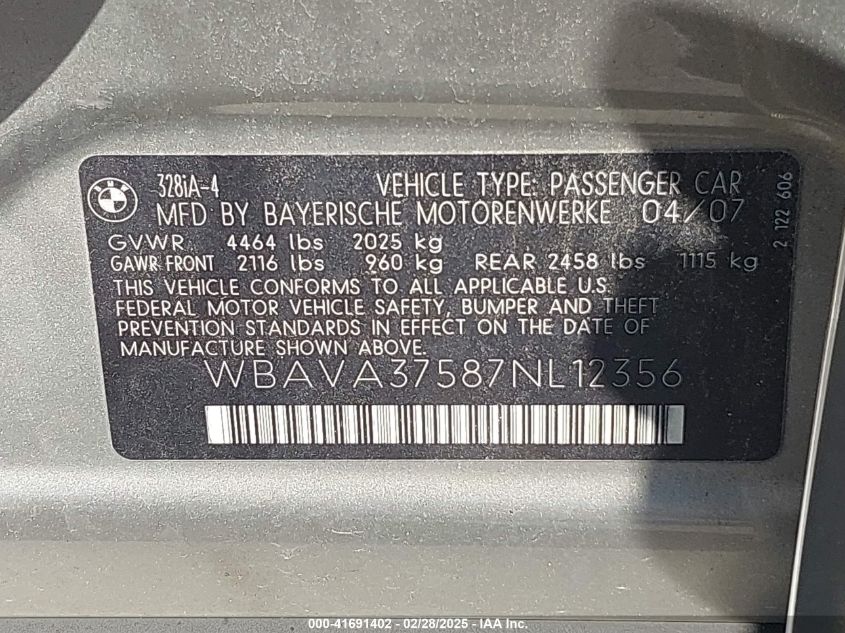 BMW
328iA-4 VEHICLE TYPE: PASSENGER CAR
MFD BY BAYERISCHE MOTORENWERKE 04/07
GVWR 4464 lbs 2025 kg
GAWR FRONT 2116 lbs 960 kg REAR 2458 lbs 1115 kg
THIS VEHICLE CONFORMS TO ALL APPLICABLE U.S.
FEDERAL MOTOR VEHICLE SAFETY, BUMPER AND THEFT
PREVENTION STANDARDS IN EFFECT ON THE DATE OF
MANUFACTURE SHOWN ABOVE.
WBAVA37587NL12356
2 122 606
000-41691402 - 02/28/2025 - IAA Inc.